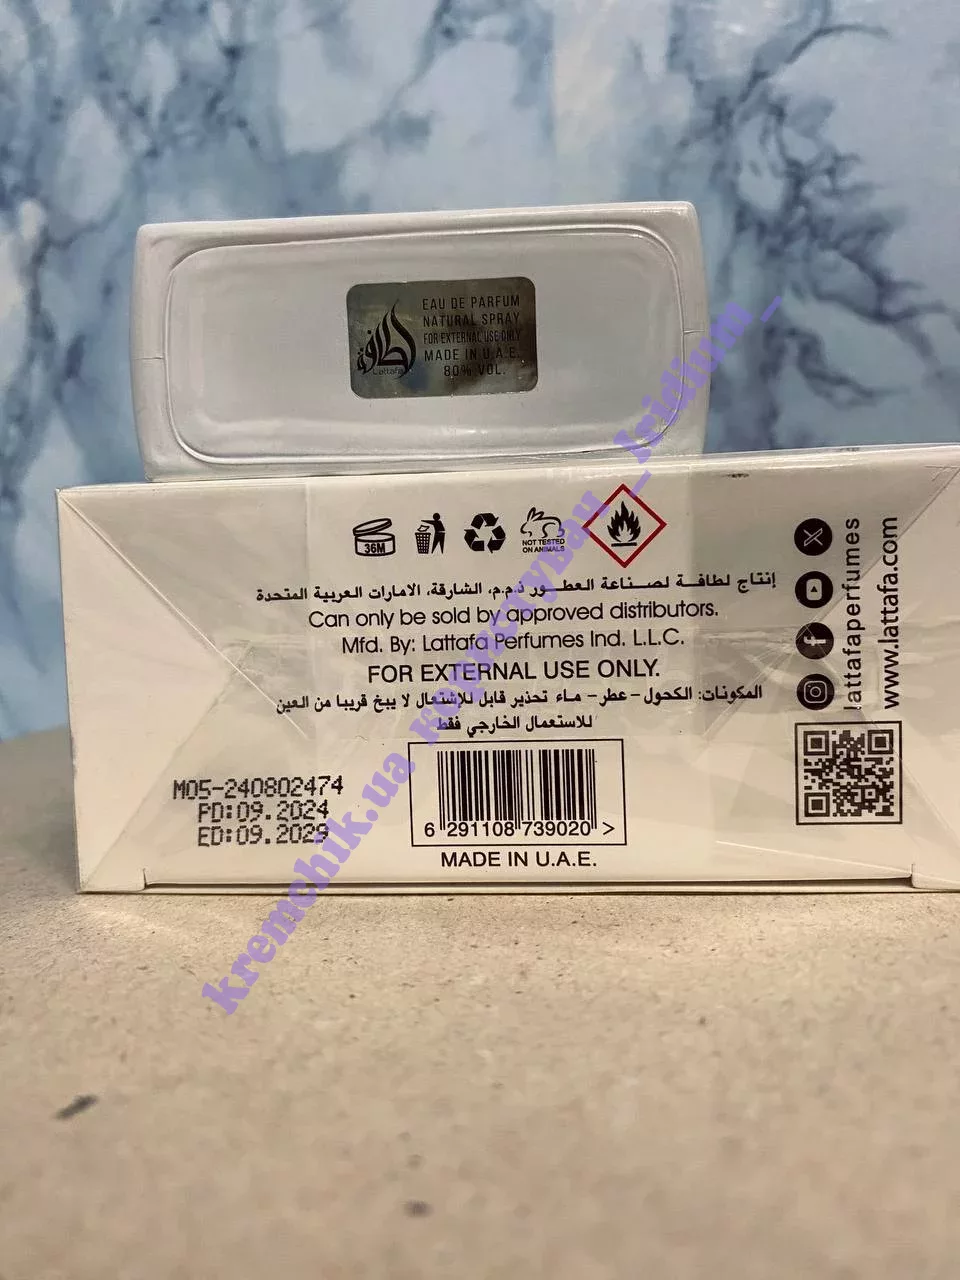 EAU DE PARFUM
NATURAL SPRAY
FOR EXTERNAL USE ONLY
MADE IN U.A.E.
80% VOL.
لطافة
Lattafa
36M
NOT TESTED
ON ANIMALS
إنتاج لطافة لصناعة العطور ذ.م.م، الشارقة، الامارات العربية المتحدة
Can only be sold by approved distributors.
Mfd. By: Lattafa Perfumes Ind. L.L.C.
FOR EXTERNAL USE ONLY.
المكونات: الكحول – عطر – ماء تحذير قابل للاشتعال لا يبخ قريبا من العين
للاستعمال الخارجي فقط
M05-240802474
PD:09.2024
ED:09.2029
6 291108 739020 >
MADE IN U.A.E.
lattafaperfumes
www.lattafa.com
kremchik.ua _Isidium_